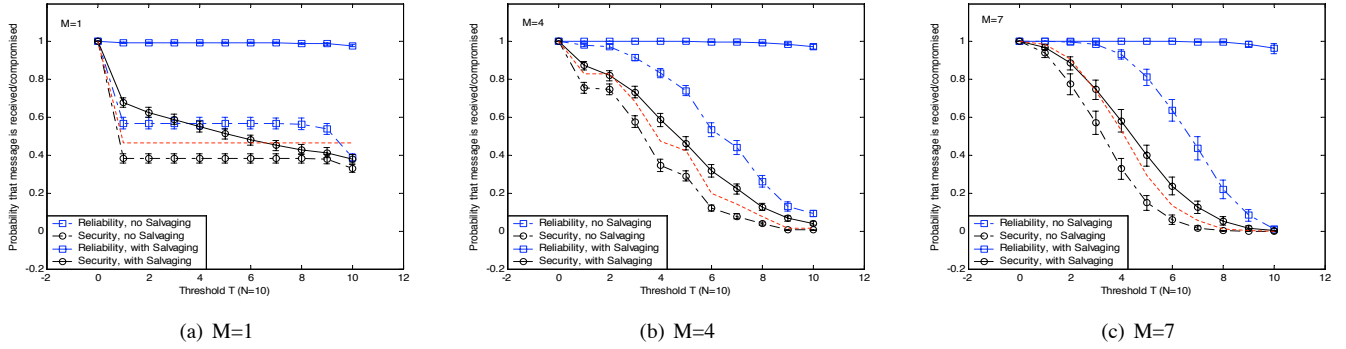 M=1
Probability that message is received/compromised
1
0.8
0.6
0.4
0.2
0
-0.2
Reliability, no Salvaging
Security, no Salvaging
Reliability, with Salvaging
Security, with Salvaging
-2 0 2 4 6 8 10 12
Threshold T (N=10)
(a) M=1
M=4
Probability that message is received/compromised
1
0.8
0.6
0.4
0.2
0
-0.2
Reliability, no Salvaging
Security, no Salvaging
Reliability, with Salvaging
Security, with Salvaging
-2 0 2 4 6 8 10 12
Threshold T (N=10)
(b) M=4
M=7
Probability that message is received/compromised
1
0.8
0.6
0.4
0.2
0
-0.2
Reliability, no Salvaging
Security, no Salvaging
Reliability, with Salvaging
Security, with Salvaging
-2 0 2 4 6 8 10 12
Threshold T (N=10)
(c) M=7